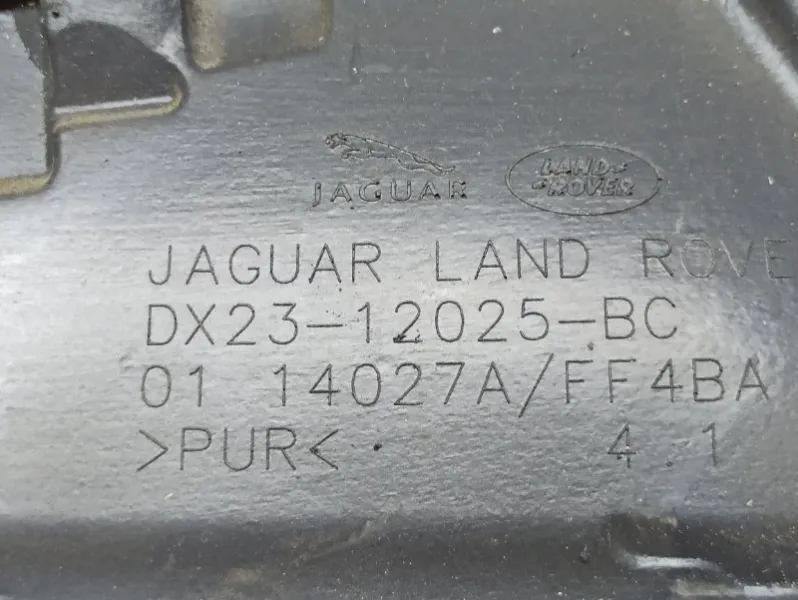 JAGUAR LAND-ROVER
JAGUAR LAND ROVE
DX23-12025-BC
01 14027A/FF4BA
>PUR< 4.1